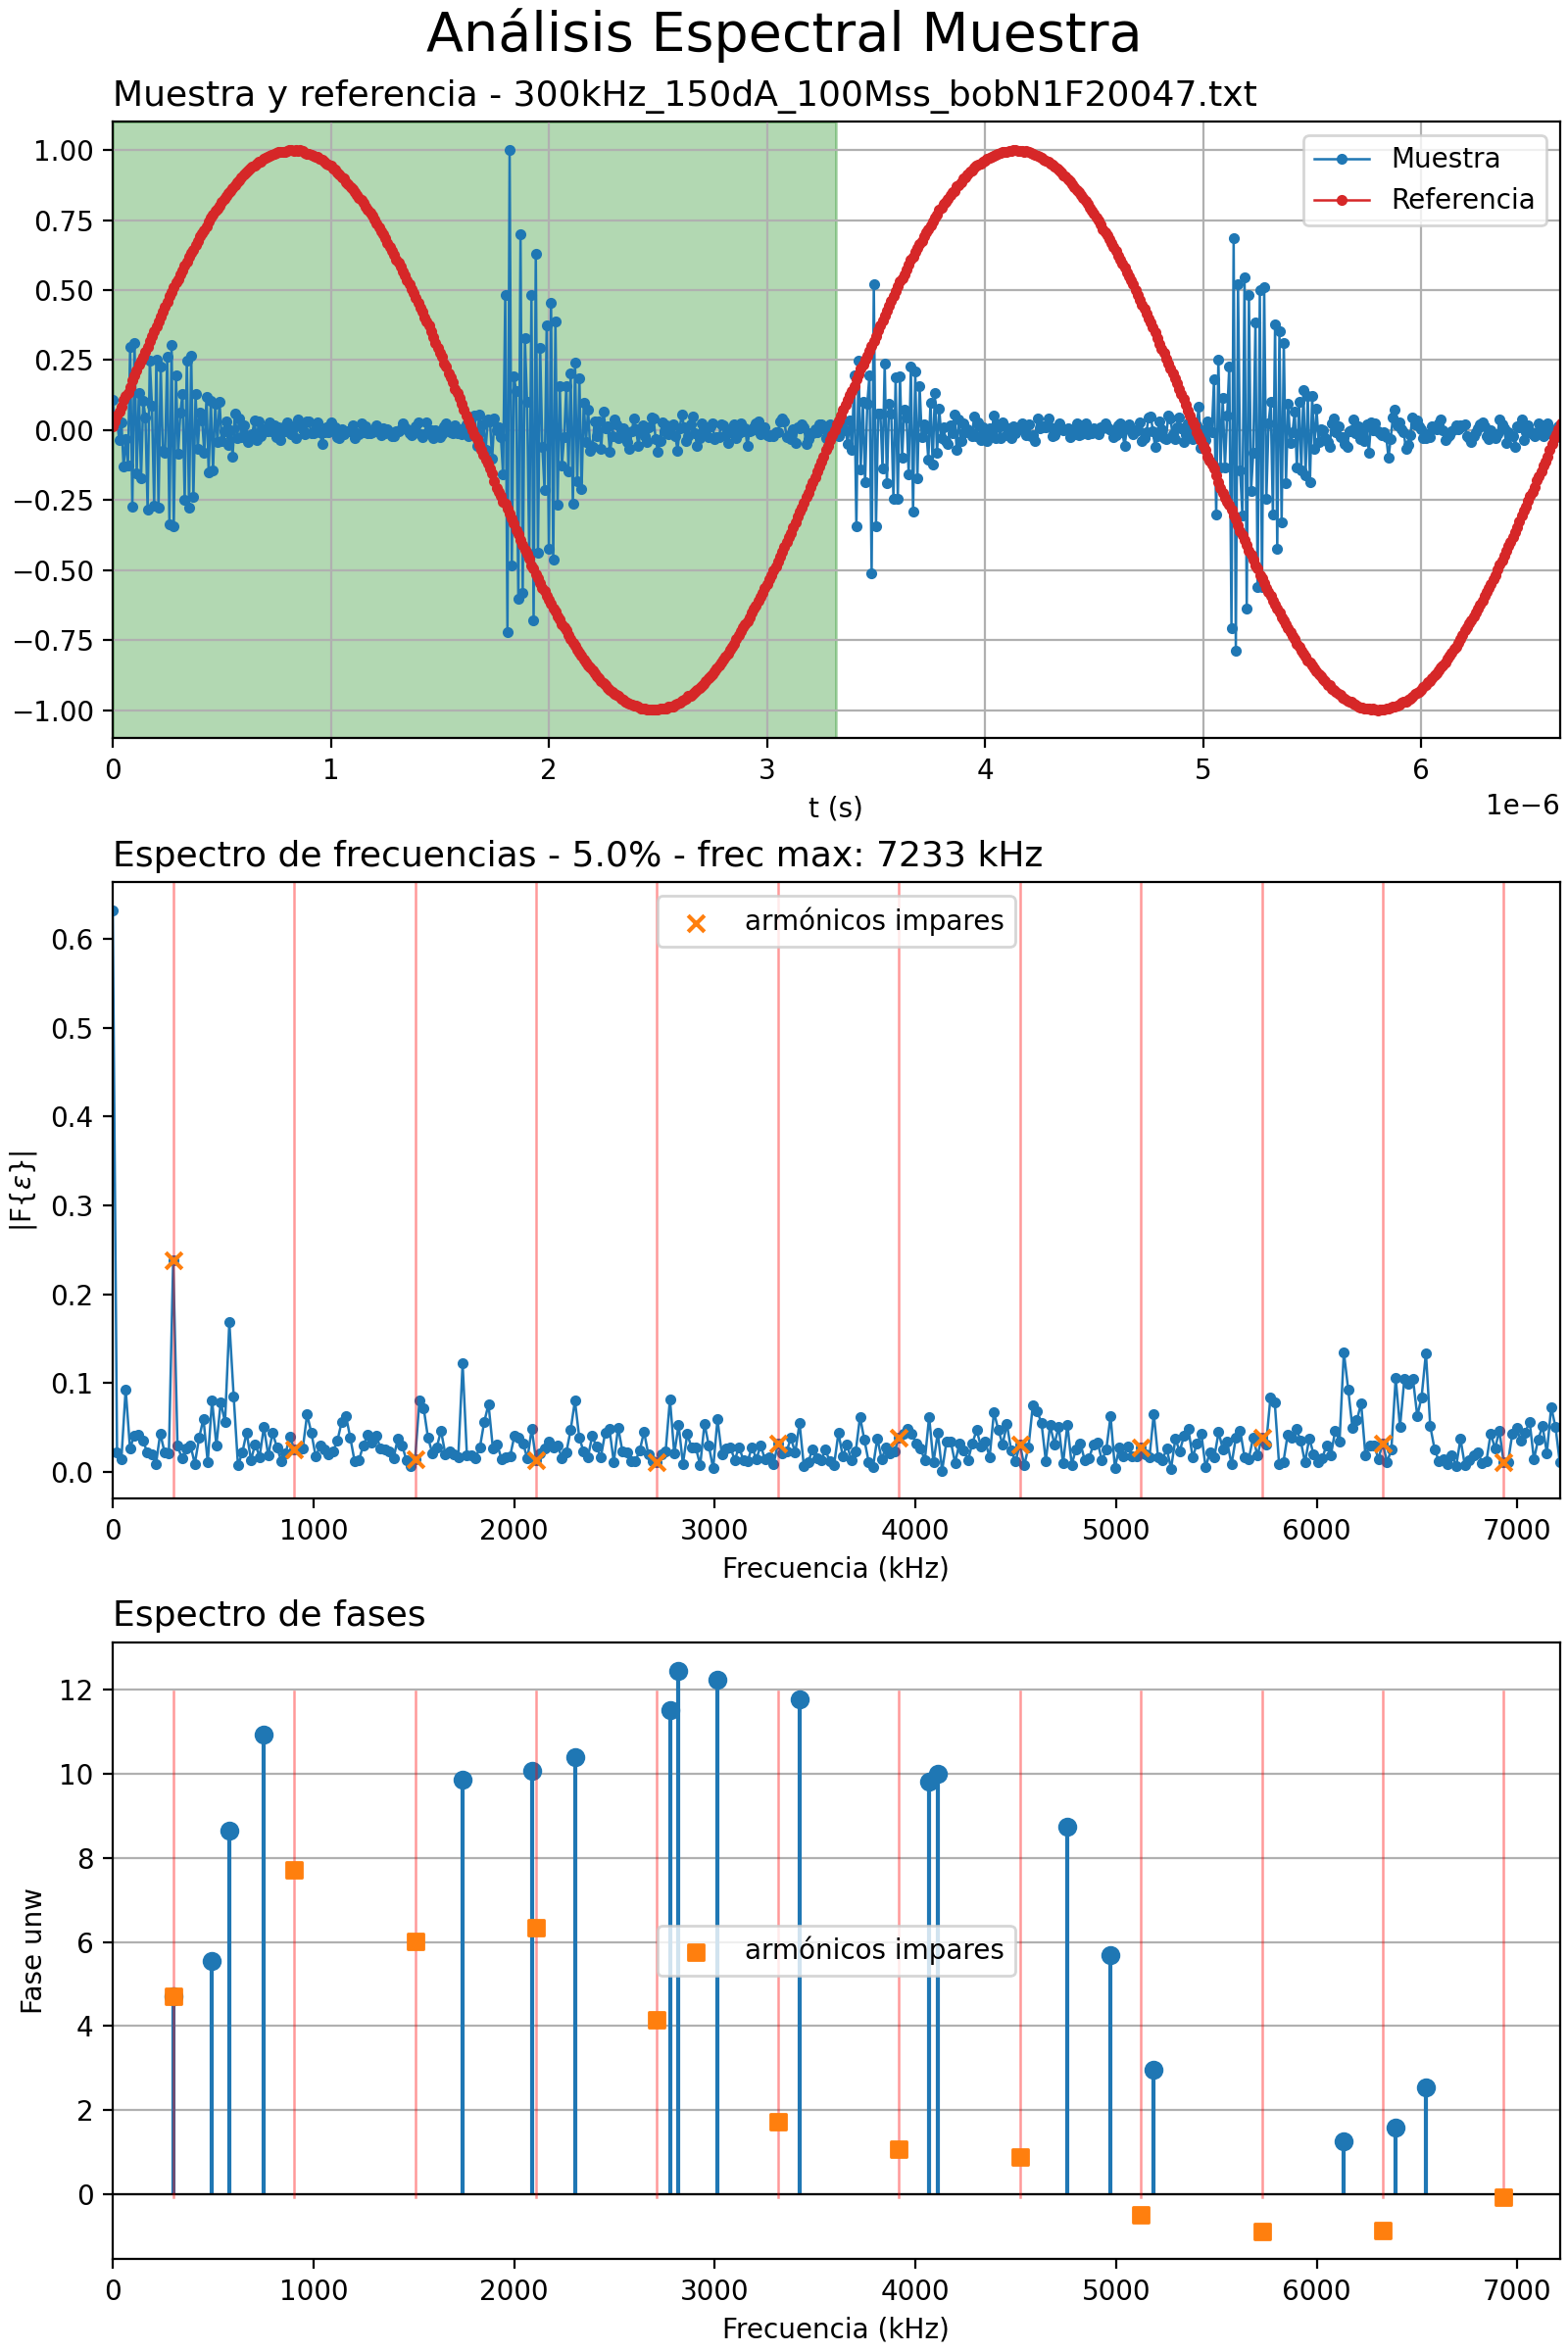 Análisis Espectral Muestra
Muestra y referencia - 300kHz_150dA_100Mss_bobN1F20047.txt
1.00
0.75
0.50
0.25
0.00
−0.25
−0.50
−0.75
−1.00
Muestra
Referencia
0 1 2 3 4 5 6
1e−6
t (s)
Espectro de frecuencias - 5.0% - frec max: 7233 kHz
armónicos impares
|F{ε}|
0.6
0.5
0.4
0.3
0.2
0.1
0.0
0 1000 2000 3000 4000 5000 6000 7000
Frecuencia (kHz)
Espectro de fases
Fase unw
12
10
8
6
4
2
0
armónicos impares
0 1000 2000 3000 4000 5000 6000 7000
Frecuencia (kHz)